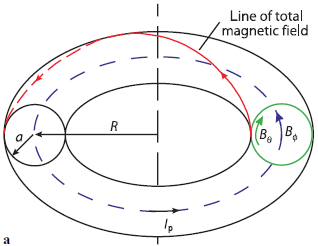 Line of total
magnetic field
a
R
Bθ
Bϕ
Ip
a